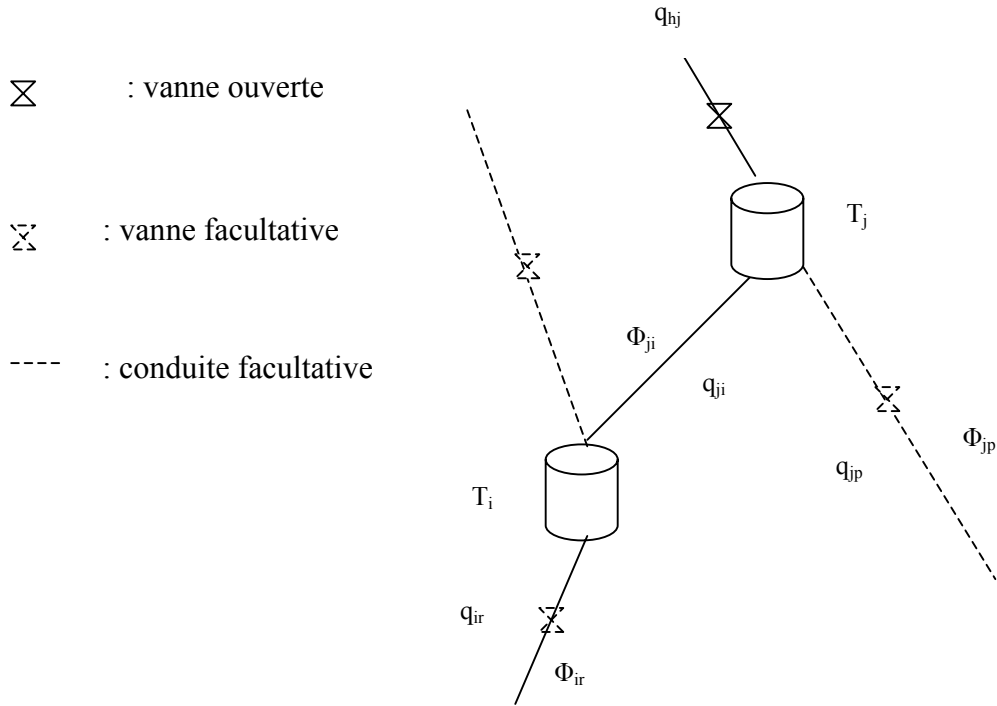 : vanne ouverte
: vanne facultative
: conduite facultative
q_hj
T_j
Φ_ji
q_ji
Φ_jp
q_jp
T_i
q_ir
Φ_ir